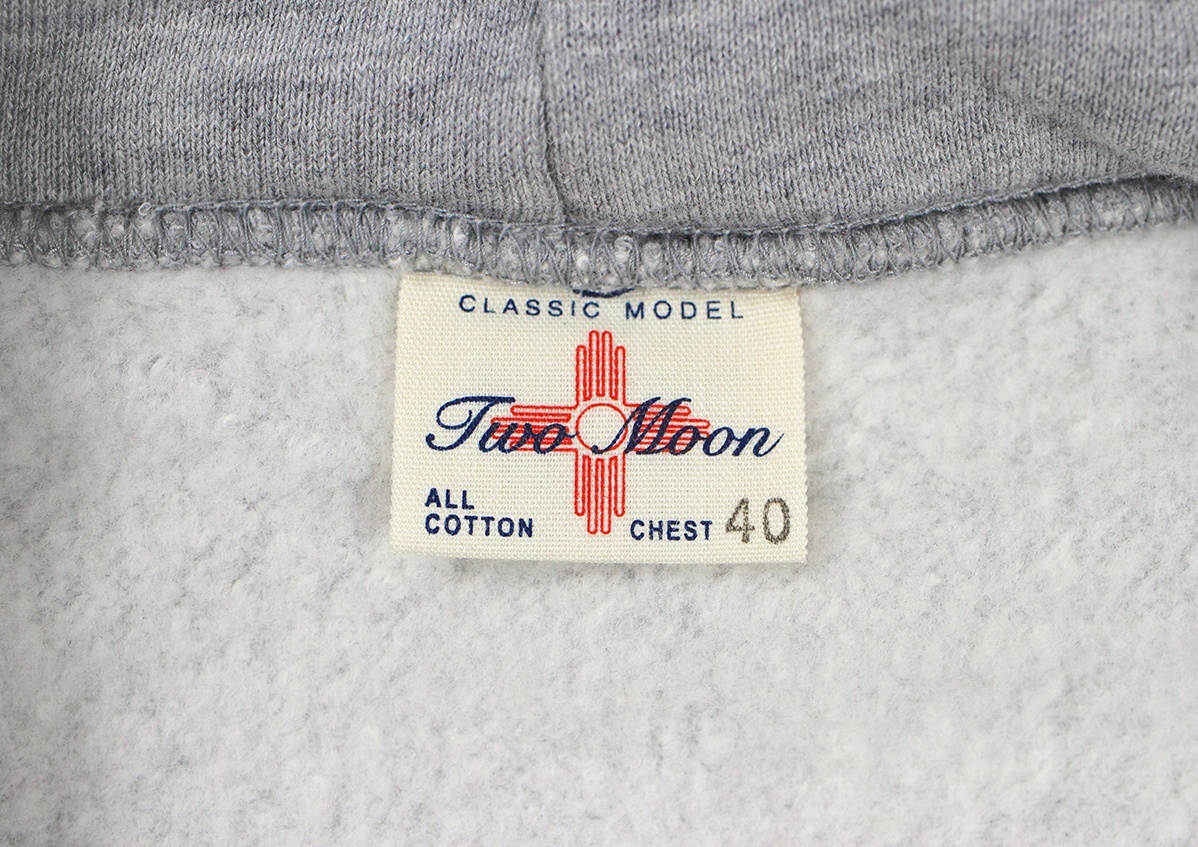 CLASSIC MODEL
Two Moon
ALL
COTTON
CHEST 40